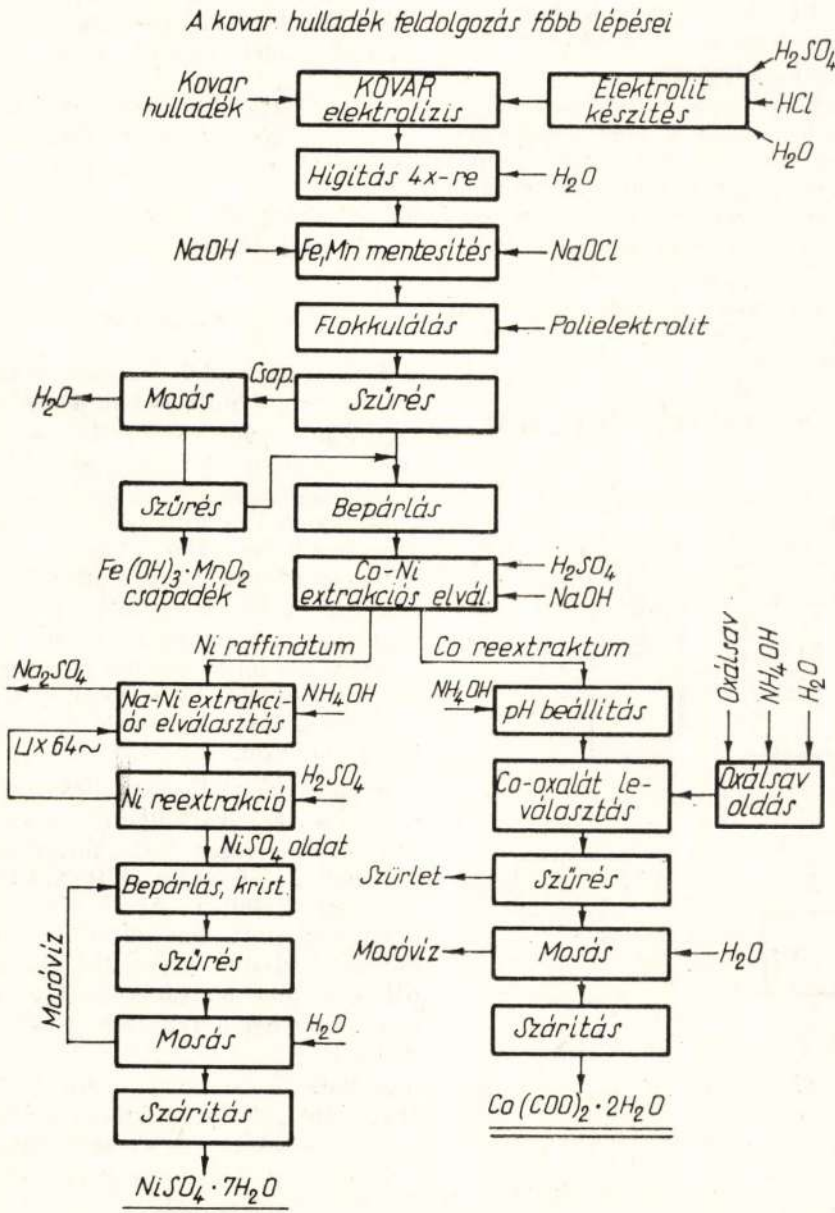 A kovar hulladék feldolgozás főbb lépései
Kovar
hulladék
KOVAR
elektrolízis
Elektrolit
készítés
H₂SO₄
HCl
H₂O
Hígítás 4x-re
H₂O
NaOH
Fe,Mn mentesítés
NaOCl
Flokkulálás
Polielektrolit
H₂O
Mosás
Csap.
Szűrés
Szűrés
Bepárlás
Fe(OH)₃·MnO₂
csapadék
Co-Ni
extrakciós elvál.
H₂SO₄
NaOH
Ni raffinátum
Co reextraktum
Na₂SO₄
Na-Ni extrakci-
ós elválasztás
NH₄OH
NH₄OH
pH beállitás
Oxálsav
NH₄OH
H₂O
LIX 64~
Ni reextrakció
H₂SO₄
Co-oxalát le-
választás
Oxálsav
oldás
NiSO₄ oldat
Bepárlás, krist.
Szürlet
Szűrés
Mosóvíz
Szűrés
Mosóvíz
Mosás
H₂O
Mosás
H₂O
Szárítás
Szárítás
Co(COO)₂·2H₂O
NiSO₄·7H₂O